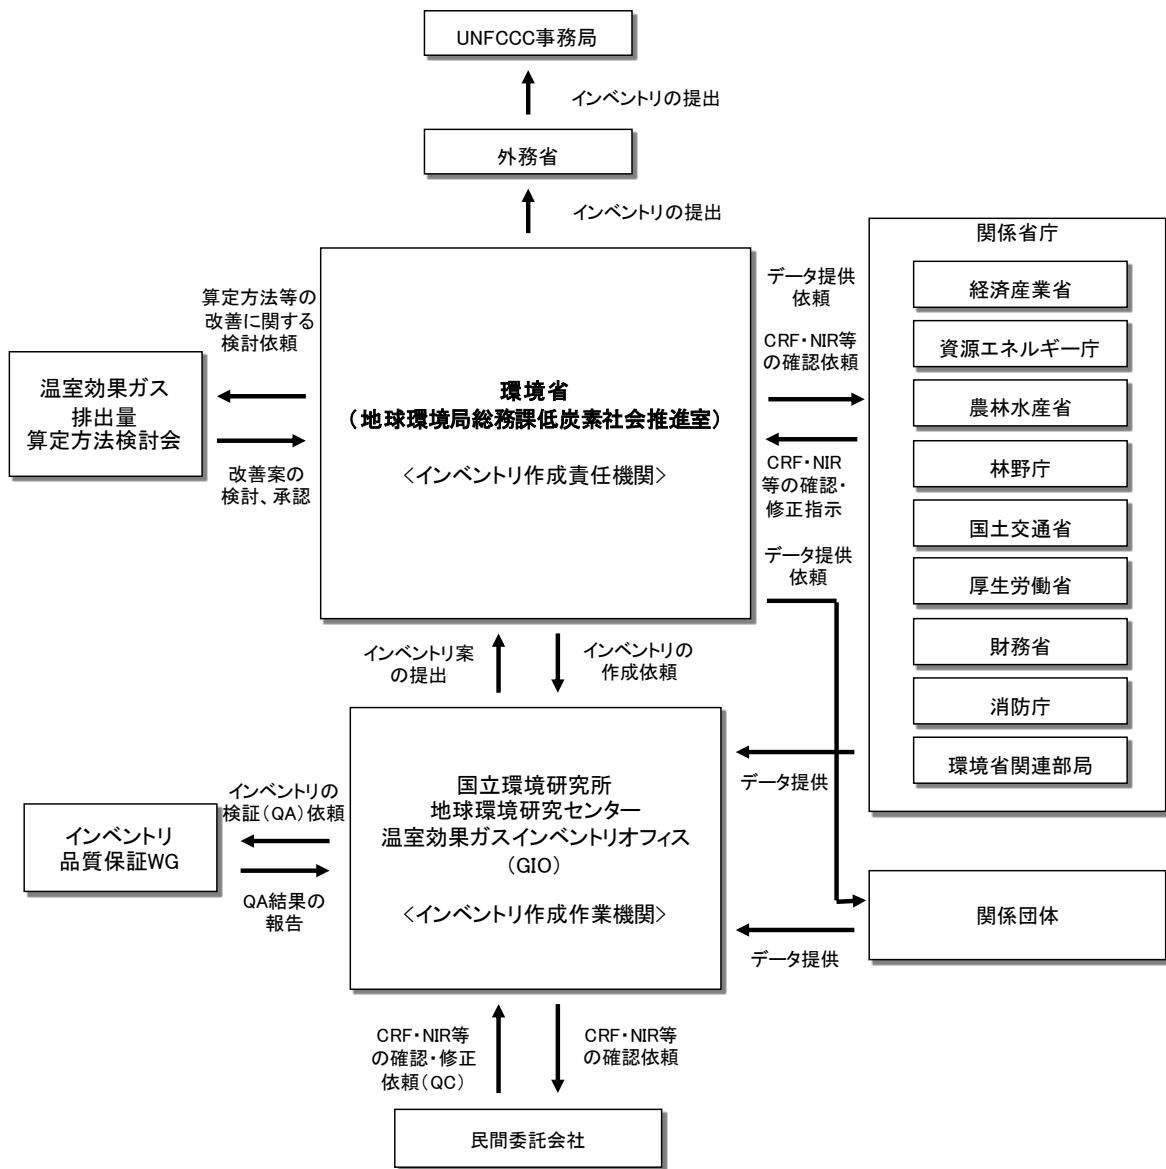 UNFCCC事務局
インベントリの提出
外務省
インベントリの提出
算定方法等の
改善に関する
検討依頼
温室効果ガス
排出量
算定方法検討会
改善案の
検討、承認
環境省
（地球環境局総務課低炭素社会推進室）
＜インベントリ作成責任機関＞
データ提供
依頼
CRF・NIR等
の確認依頼
CRF・NIR
等の確認・
修正指示
データ提供
依頼
関係省庁
経済産業省
資源エネルギー庁
農林水産省
林野庁
国土交通省
厚生労働省
財務省
消防庁
環境省関連部局
インベントリ案
の提出
インベントリの
作成依頼
インベントリの
検証（QA）依頼
インベントリ
品質保証WG
QA結果の
報告
国立環境研究所
地球環境研究センター
温室効果ガスインベントリオフィス
（GIO）
＜インベントリ作成作業機関＞
データ提供
関係団体
データ提供
CRF・NIR等
の確認・修正
依頼（QC）
CRF・NIR等
の確認依頼
民間委託会社